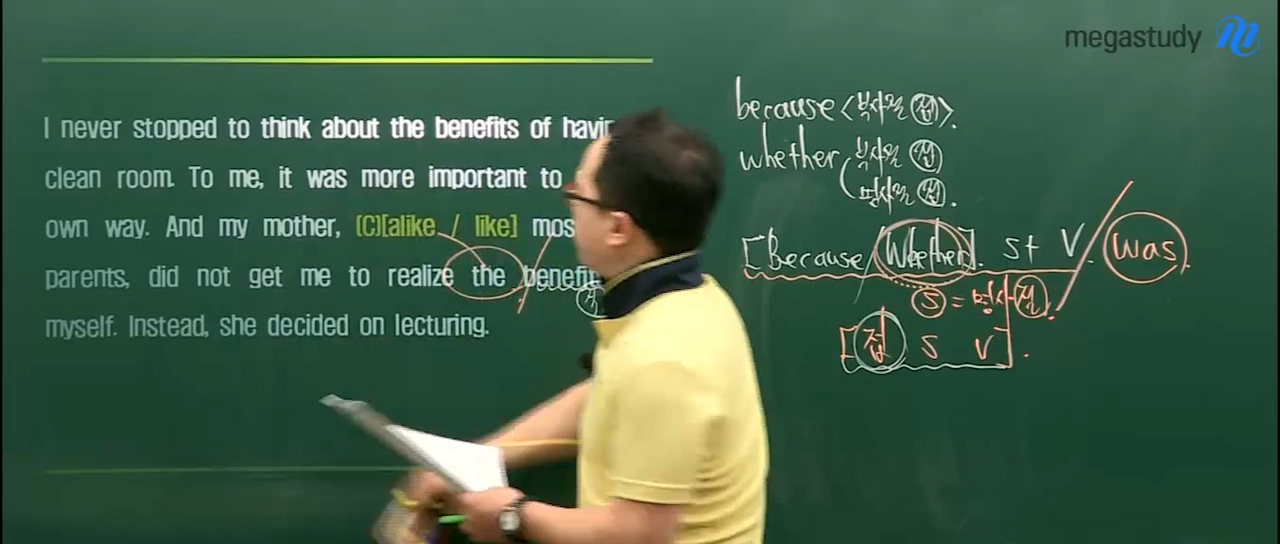 megastudy
I never stopped to think about the benefits of
clean room. To me, it was more important to
own way. And my mother, (C)[alike / like]
parents, did not get me to realize the
myself. Instead, she decided on lecturing.
because <부사절 접>.
whether 부사절 접
명사절 접.
[Because/Whether]. S+ V / was.
S = 명사절.
[접 S V].